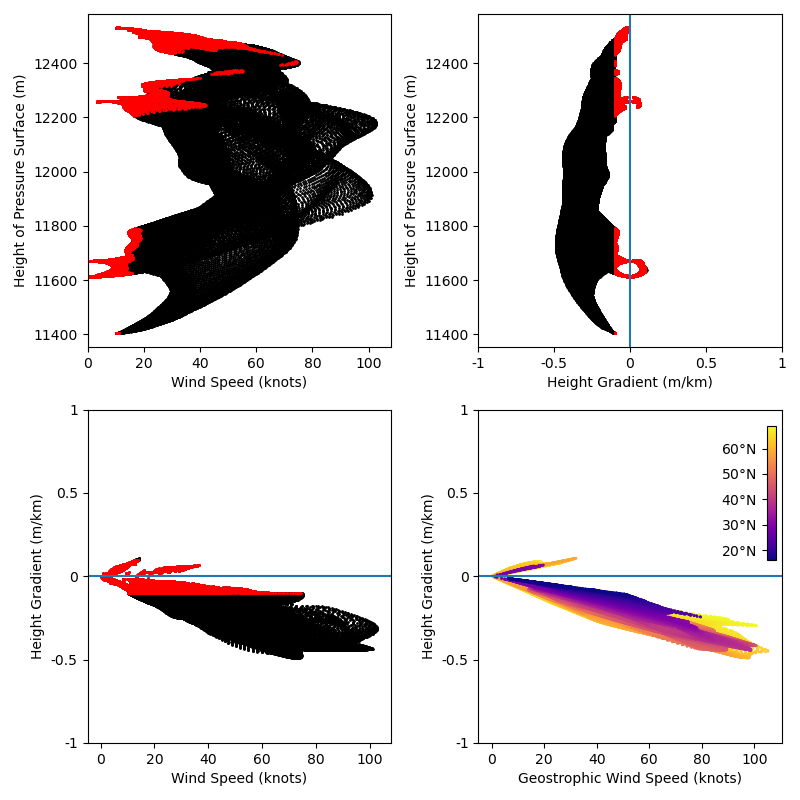 Height of Pressure Surface (m)
12400
12200
12000
11800
11600
11400
0 20 40 60 80 100
Wind Speed (knots)
Height of Pressure Surface (m)
12400
12200
12000
11800
11600
11400
-1 -0.5 0 0.5 1
Height Gradient (m/km)
Height Gradient (m/km)
1
0.5
0
-0.5
-1
0 20 40 60 80 100
Wind Speed (knots)
Height Gradient (m/km)
1
0.5
0
-0.5
-1
60°N
50°N
40°N
30°N
20°N
0 20 40 60 80 100
Geostrophic Wind Speed (knots)